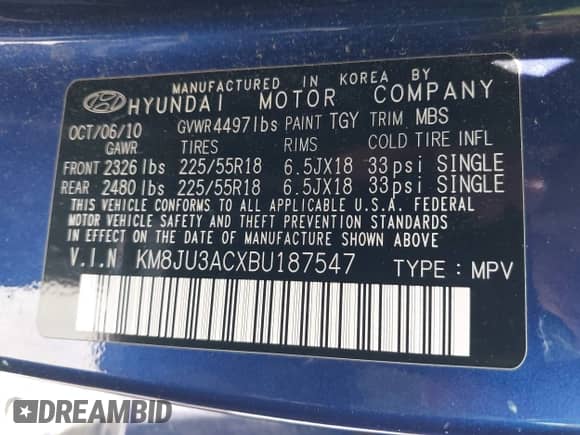 MANUFACTURED IN KOREA BY
HYUNDAI MOTOR COMPANY
OCT/06/10 GVWR 4497lbs PAINT TGY TRIM MBS
GAWR TIRES RIMS COLD TIRE INFL
FRONT 2326lbs 225/55R18 6.5JX18 33psi SINGLE
REAR 2480lbs 225/55R18 6.5JX18 33psi SINGLE
THIS VEHICLE CONFORMS TO ALL APPLICABLE U.S.A. FEDERAL
MOTOR VEHICLE SAFETY AND THEFT PREVENTION STANDARDS
IN EFFECT ON THE DATE OF MANUFACTURE SHOWN ABOVE.
V.I.N KM8JU3ACXBU187547 TYPE : MPV
DREAMBID